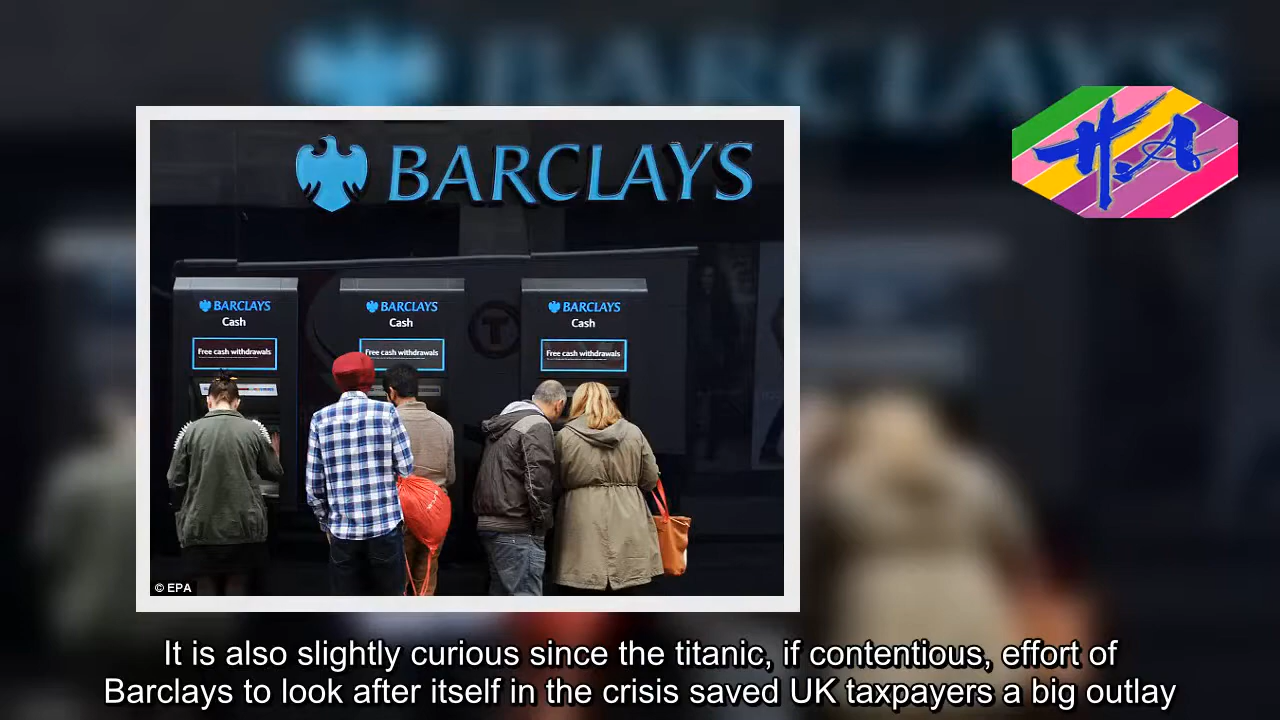 BARCLAYS
BARCLAYS
Cash
Free cash withdrawals
BARCLAYS
Cash
Free cash withdrawals
BARCLAYS
Cash
Free cash withdrawals
T
© EPA
H.A
It is also slightly curious since the titanic, if contentious, effort of
Barclays to look after itself in the crisis saved UK taxpayers a big outlay